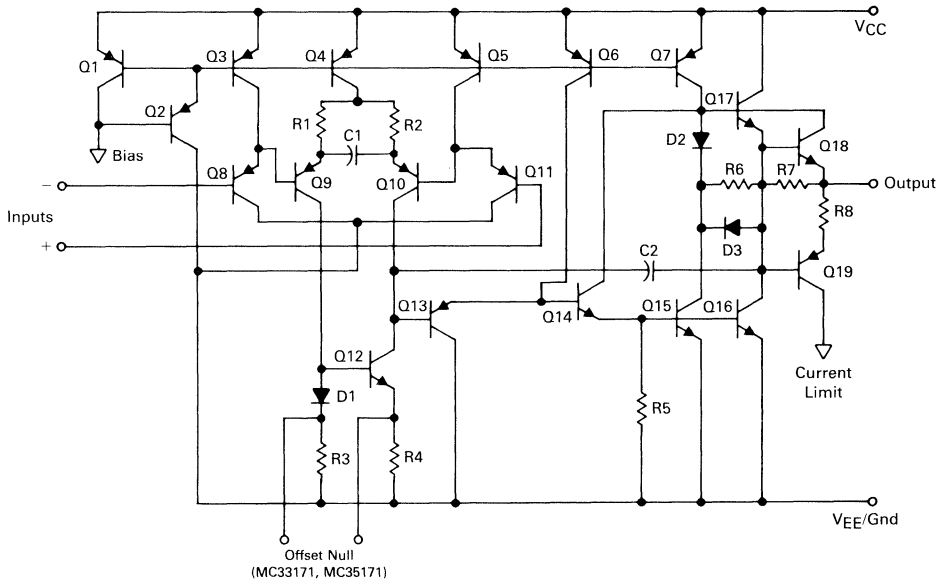 VCC
Q1
Q3
Q4
Q5
Q6
Q7
Q2
Q17
R1
C1
R2
D2
Q18
Bias
Q8
Q9
Q10
Q11
R6
R7
−
Output
Inputs
+
R8
D3
C2
Q19
Q13
Q14
Q15
Q16
Q12
D1
R5
Current
Limit
R3
R4
VEE/Gnd
Offset Null
(MC33171, MC35171)